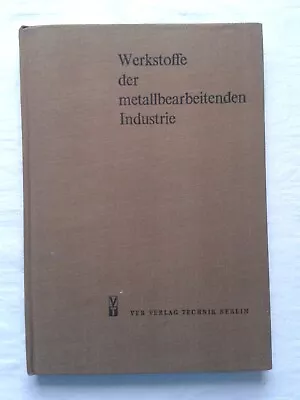 Werkstoffe
der
metallbearbeitenden
Industrie
VT
VEB VERLAG TECHNIK BERLIN